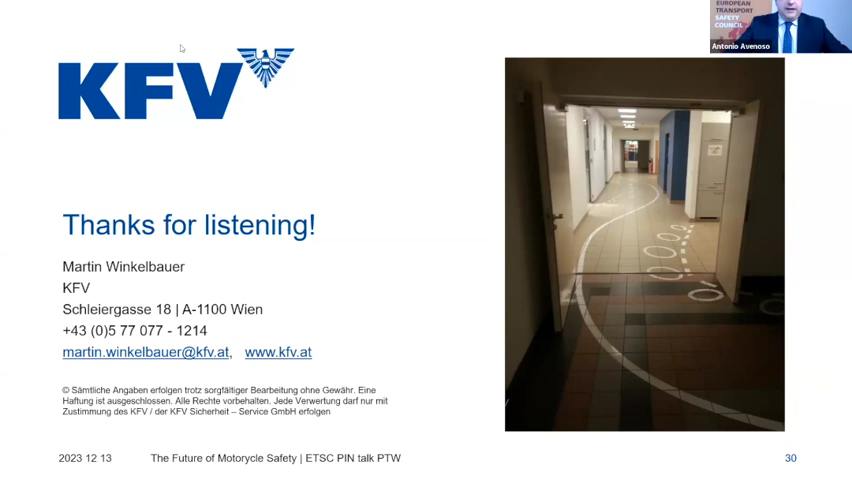 EUROPEAN
TRANSPORT
SAFETY
COUNCIL
Antonio Avenoso
KFV
Thanks for listening!
Martin Winkelbauer
KFV
Schleiergasse 18 | A-1100 Wien
+43 (0)5 77 077 - 1214
martin.winkelbauer@kfv.at, www.kfv.at
© Sämtliche Angaben erfolgen trotz sorgfältiger Bearbeitung ohne Gewähr. Eine
Haftung ist ausgeschlossen. Alle Rechte vorbehalten. Jede Verwertung darf nur mit
Zustimmung des KFV / der KFV Sicherheit – Service GmbH erfolgen
2023 12 13 The Future of Motorycle Safety | ETSC PIN talk PTW 30